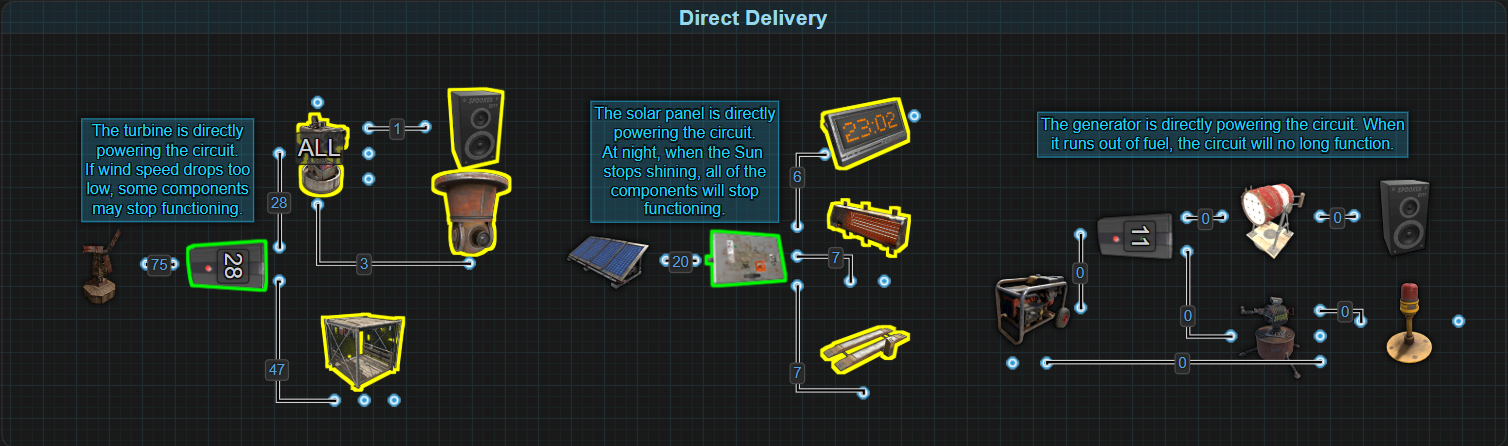 Direct Delivery
The turbine is directly
powering the circuit.
If wind speed drops too
low, some components
may stop functioning.
75
28
28
47
ALL
1
3
SPOOKER
The solar panel is directly
powering the circuit.
At night, when the Sun
stops shining, all of the
components will stop
functioning.
20
6
7
7
23:02
The generator is directly powering the circuit. When
it runs out of fuel, the circuit will no long function.
0
11
0
0
SPOOKER
0
0
0